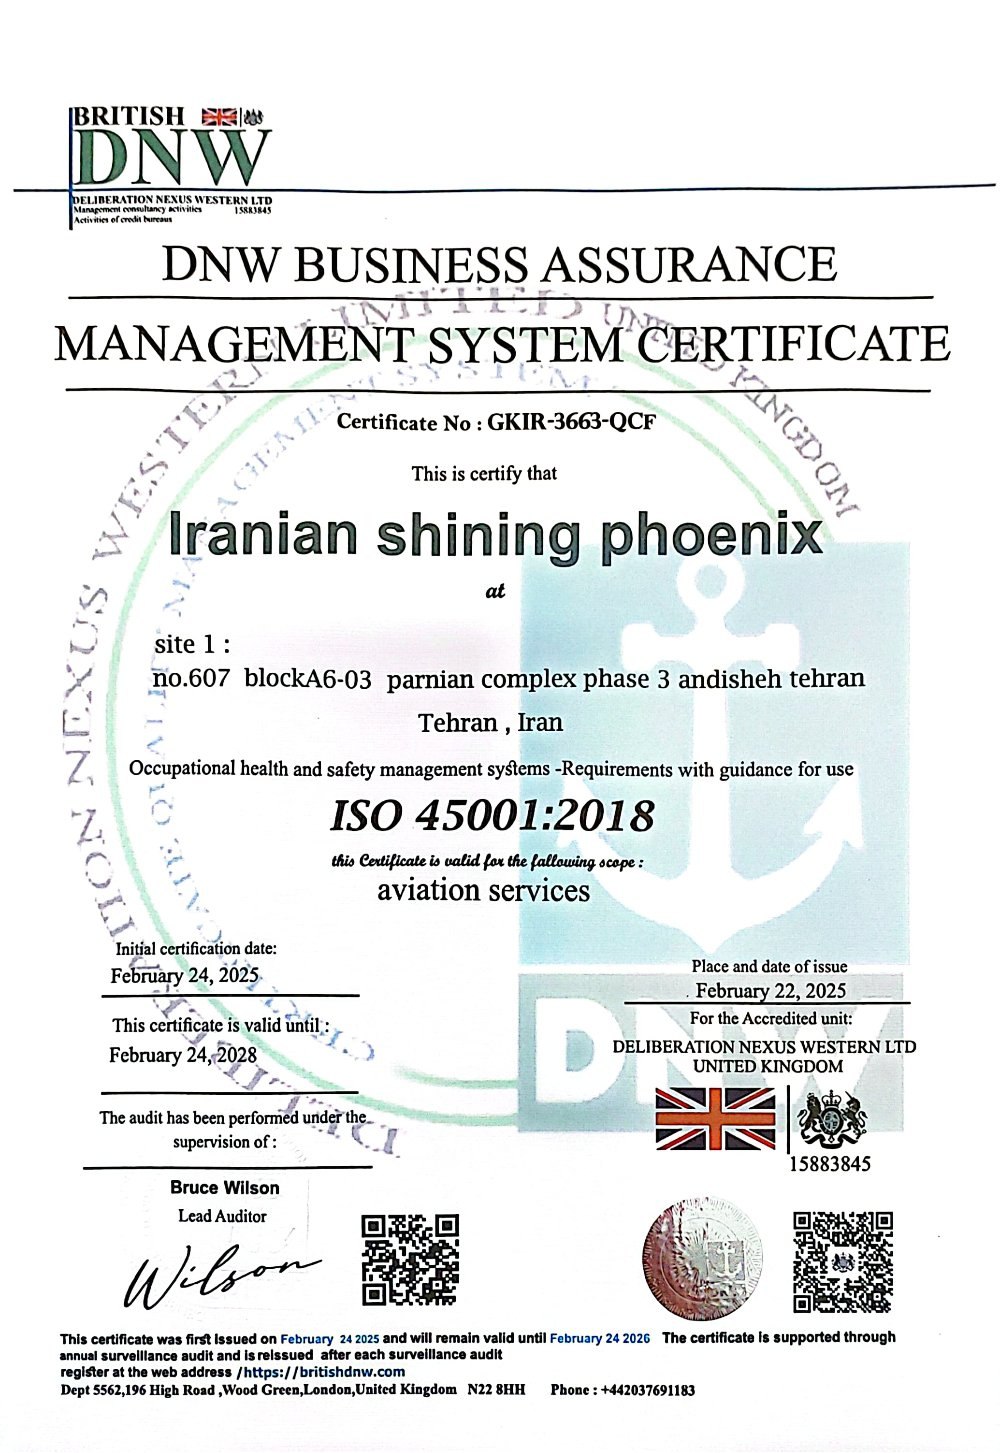 BRITISH
DNW
DELIBERATION NEXUS WESTERN LTD
Management consultancy activities 15883845
Activities of credit bureaus
DNW BUSINESS ASSURANCE
MANAGEMENT SYSTEM CERTIFICATE
Certificate No : GKIR-3663-QCF
This is certify that
Iranian shining phoenix
at
site 1 :
no.607 blockA6-03 parnian complex phase 3 andisheh tehran
Tehran , Iran
Occupational health and safety management systems -Requirements with guidance for use
ISO 45001:2018
this Certificate is valid for the fallowing scope :
aviation services
Initial certification date:
February 24, 2025
This certificate is valid until :
February 24, 2028
The audit has been performed under the
supervision of :
Bruce Wilson
Lead Auditor
Wilson
Place and date of issue
. February 22, 2025
For the Accredited unit:
DELIBERATION NEXUS WESTERN LTD
UNITED KINGDOM
15883845
DNW
DELIBERATION NEXUS WESTERN LIMITED UNITED KINGDOM
This certificate was first issued on February 24 2025 and will remain valid until February 24 2026 The certificate is supported through
annual surveillance audit and is reissued after each surveillance audit
register at the web address /https://britishdnw.com
Dept 5562,196 High Road ,Wood Green,London,United Kingdom N22 8HH Phone : +442037691183